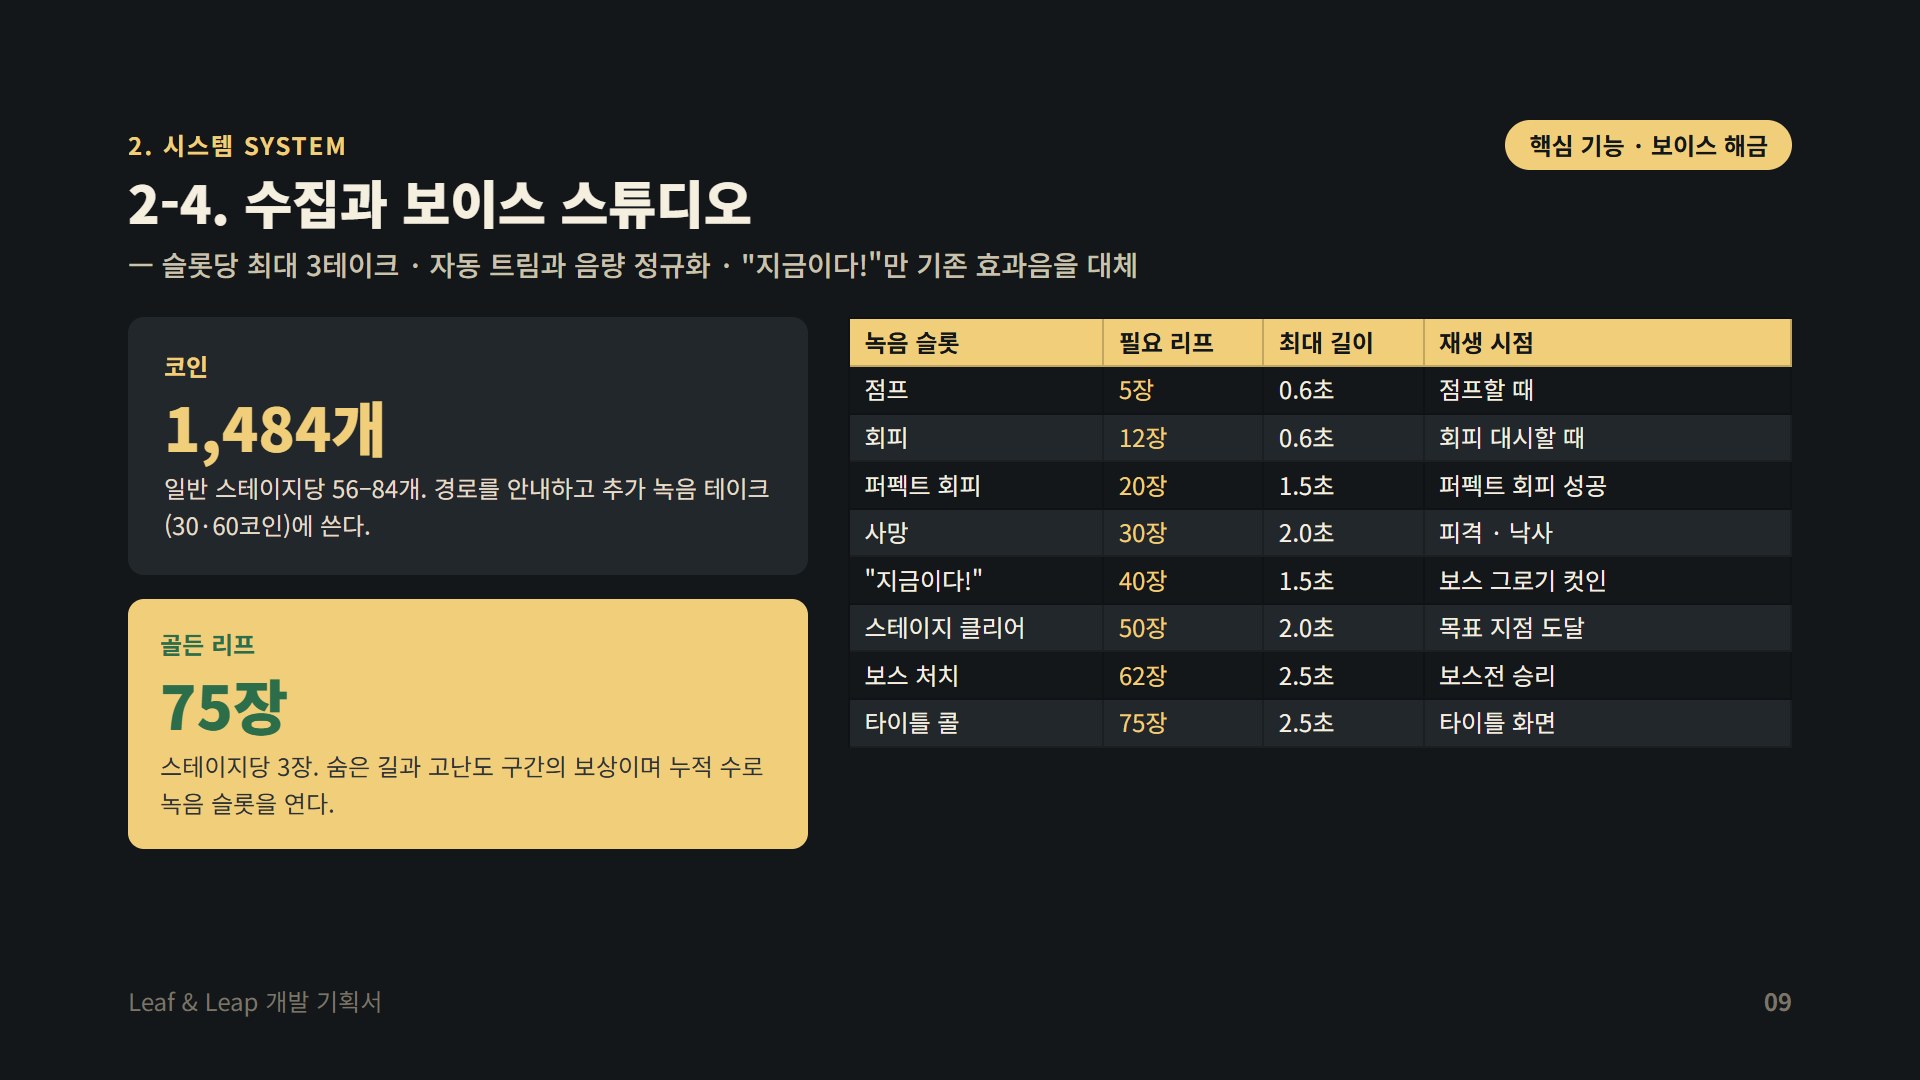 2. 시스템 SYSTEM
핵심 기능 · 보이스 해금
2-4. 수집과 보이스 스튜디오
— 슬롯당 최대 3테이크 · 자동 트림과 음량 정규화 · "지금이다!"만 기존 효과음을 대체
코인
1,484개
일반 스테이지당 56–84개. 경로를 안내하고 추가 녹음 테이크
(30·60코인)에 쓴다.
골든 리프
75장
스테이지당 3장. 숨은 길과 고난도 구간의 보상이며 누적 수로
녹음 슬롯을 연다.
녹음 슬롯 필요 리프 최대 길이 재생 시점
점프 5장 0.6초 점프할 때
회피 12장 0.6초 회피 대시할 때
퍼펙트 회피 20장 1.5초 퍼펙트 회피 성공
사망 30장 2.0초 피격 · 낙사
"지금이다!" 40장 1.5초 보스 그로기 컷인
스테이지 클리어 50장 2.0초 목표 지점 도달
보스 처치 62장 2.5초 보스전 승리
타이틀 콜 75장 2.5초 타이틀 화면
Leaf & Leap 개발 기획서
09